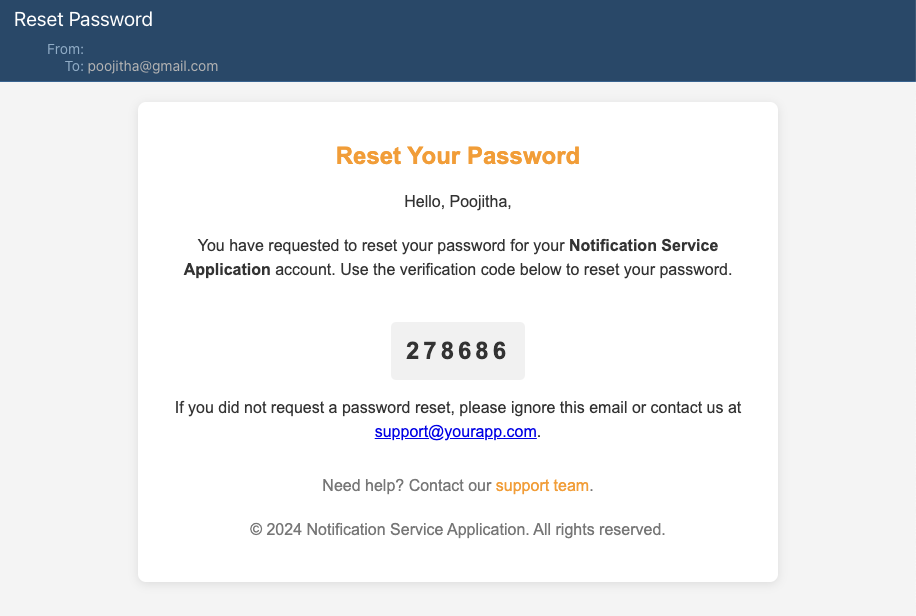 Reset Password
From:
To: poojitha@gmail.com
Reset Your Password
Hello, Poojitha,
You have requested to reset your password for your Notification Service
Application account. Use the verification code below to reset your password.
278686
If you did not request a password reset, please ignore this email or contact us at
support@yourapp.com.
Need help? Contact our support team.
© 2024 Notification Service Application. All rights reserved.